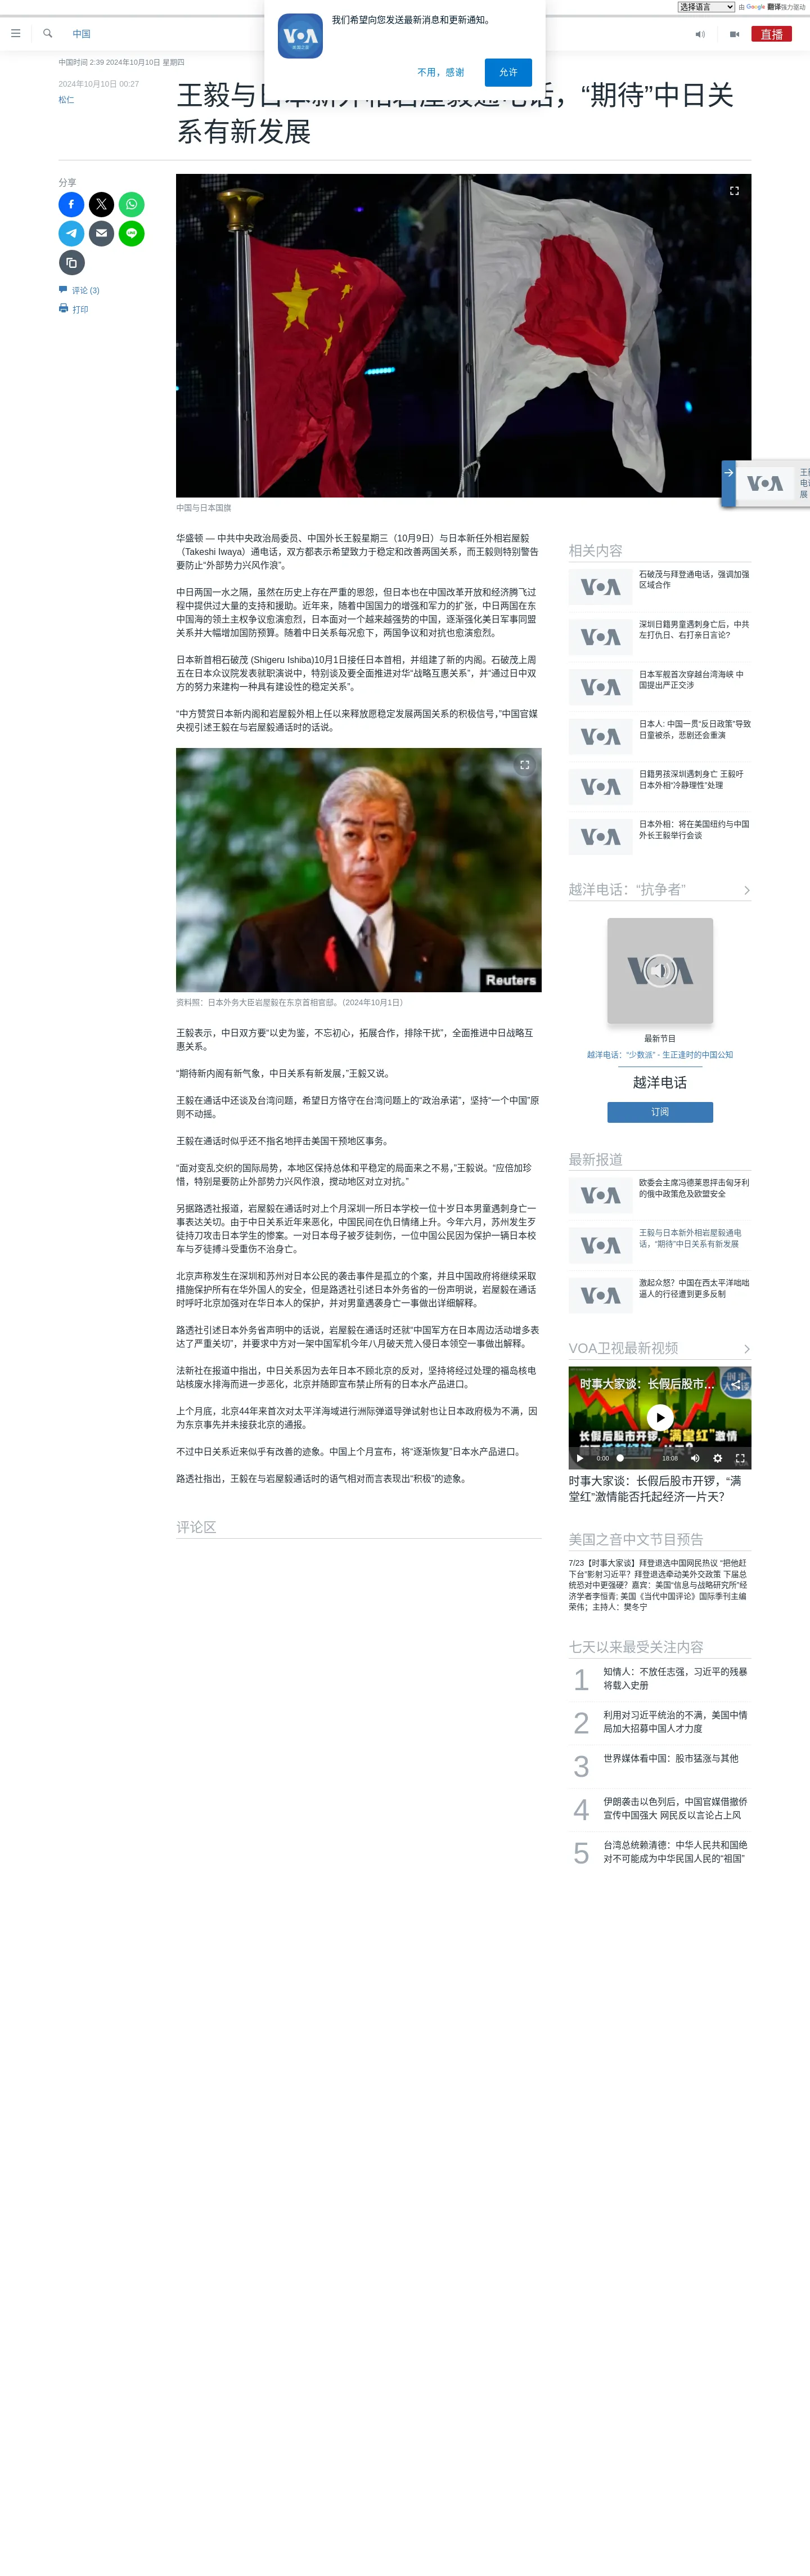 选择语言
由 Google 翻译强力驱动
VOA
美国之音
我们希望向您发送最新消息和更新通知。
不用，感谢
允许
中国
直播
中国时间 2:39 2024年10月10日 星期四
2024年10月10日 00:27
松仁
王毅与日本新外相岩屋毅通电话，“期待”中日关
系有新发展
分享
评论 (3)
打印
中国与日本国旗
华盛顿 — 中共中央政治局委员、中国外长王毅星期三（10月9日）与日本新任外相岩屋毅
（Takeshi Iwaya）通电话，双方都表示希望致力于稳定和改善两国关系，而王毅则特别警告
要防止“外部势力兴风作浪”。
中日两国一水之隔，虽然在历史上存在严重的恩怨，但日本也在中国改革开放和经济腾飞过
程中提供过大量的支持和援助。近年来，随着中国国力的增强和军力的扩张，中日两国在东
中国海的领土主权争议愈演愈烈，日本面对一个越来越强势的中国，逐渐强化美日军事同盟
关系并大幅增加国防预算。随着中日关系每况愈下，两国争议和对抗也愈演愈烈。
日本新首相石破茂 (Shigeru Ishiba)10月1日接任日本首相，并组建了新的内阁。石破茂上周
五在日本众议院发表就职演说中，特别谈及要全面推进对华“战略互惠关系”，并“通过日中双
方的努力来建构一种具有建设性的稳定关系”。
“中方赞赏日本新内阁和岩屋毅外相上任以来释放愿稳定发展两国关系的积极信号，”中国官媒
央视引述王毅在与岩屋毅通话时的话说。
Reuters
资料照：日本外务大臣岩屋毅在东京首相官邸。（2024年10月1日）
王毅表示，中日双方要“以史为鉴，不忘初心，拓展合作，排除干扰”，全面推进中日战略互
惠关系。
“期待新内阁有新气象，中日关系有新发展，”王毅又说。
王毅在通话中还谈及台湾问题，希望日方恪守在台湾问题上的“政治承诺”，坚持“一个中国”原
则不动摇。
王毅在通话时似乎还不指名地抨击美国干预地区事务。
“面对变乱交织的国际局势，本地区保持总体和平稳定的局面来之不易，”王毅说。“应倍加珍
惜，特别是要防止外部势力兴风作浪，搅动地区对立对抗。”
另据路透社报道，岩屋毅在通话时对上个月深圳一所日本学校一位十岁日本男童遇刺身亡一
事表达关切。由于中日关系近年来恶化，中国民间在仇日情绪上升。今年六月，苏州发生歹
徒持刀攻击日本学生的惨案。一对日本母子被歹徒刺伤，一位中国公民因为保护一辆日本校
车与歹徒搏斗受重伤不治身亡。
北京声称发生在深圳和苏州对日本公民的袭击事件是孤立的个案，并且中国政府将继续采取
措施保护所有在华外国人的安全，但是路透社引述日本外务省的一份声明说，岩屋毅在通话
时呼吁北京加强对在华日本人的保护，并对男童遇袭身亡一事做出详细解释。
路透社引述日本外务省声明中的话说，岩屋毅在通话时还就“中国军方在日本周边活动增多表
达了严重关切”，并要求中方对一架中国军机今年八月破天荒入侵日本领空一事做出解释。
法新社在报道中指出，中日关系因为去年日本不顾北京的反对，坚持将经过处理的福岛核电
站核废水排海而进一步恶化，北京并随即宣布禁止所有的日本水产品进口。
上个月底，北京44年来首次对太平洋海域进行洲际弹道导弹试射也让日本政府极为不满，因
为东京事先并未接获北京的通报。
不过中日关系近来似乎有改善的迹象。中国上个月宣布，将“逐渐恢复”日本水产品进口。
路透社指出，王毅在与岩屋毅通话时的语气相对而言表现出“积极”的迹象。
评论区
VOA
相关内容
VOA
石破茂与拜登通电话，强调加强
区域合作
VOA
深圳日籍男童遇刺身亡后，中共
左打仇日、右打亲日言论?
VOA
日本军舰首次穿越台湾海峡 中
国提出严正交涉
VOA
日本人: 中国一贯“反日政策”导致
日童被杀，悲剧还会重演
VOA
日籍男孩深圳遇刺身亡 王毅吁
日本外相“冷静理性”处理
VOA
日本外相：将在美国纽约与中国
外长王毅举行会谈
越洋电话：“抗争者”
VOA
最新节目
越洋电话：“少数派” - 生正逢时的中国公知
越洋电话
订阅
最新报道
VOA
欧委会主席冯德莱恩抨击匈牙利
的俄中政策危及欧盟安全
VOA
王毅与日本新外相岩屋毅通电
话，“期待”中日关系有新发展
VOA
激起众怒？中国在西太平洋咄咄
逼人的行径遭到更多反制
VOA卫视最新视频
时事大家谈：长假后股市...
长假后股市开锣，“满堂红”激情
0:00
18:08
时事大家谈：长假后股市开锣，“满
堂红”激情能否托起经济一片天？
美国之音中文节目预告
7/23【时事大家谈】拜登退选中国网民热议 “把他赶
下台”影射习近平？拜登退选牵动美外交政策 下届总
统恐对中更强硬？嘉宾：美国“信息与战略研究所”经
济学者李恒青; 美国《当代中国评论》国际季刊主编
荣伟；主持人：樊冬宁
七天以来最受关注内容
1
知情人：不放任志强，习近平的残暴
将载入史册
2
利用对习近平统治的不满，美国中情
局加大招募中国人才力度
3
世界媒体看中国：股市猛涨与其他
4
伊朗袭击以色列后，中国官媒借撤侨
宣传中国强大 网民反以言论占上风
5
台湾总统赖清德：中华人民共和国绝
对不可能成为中华民国人民的“祖国”